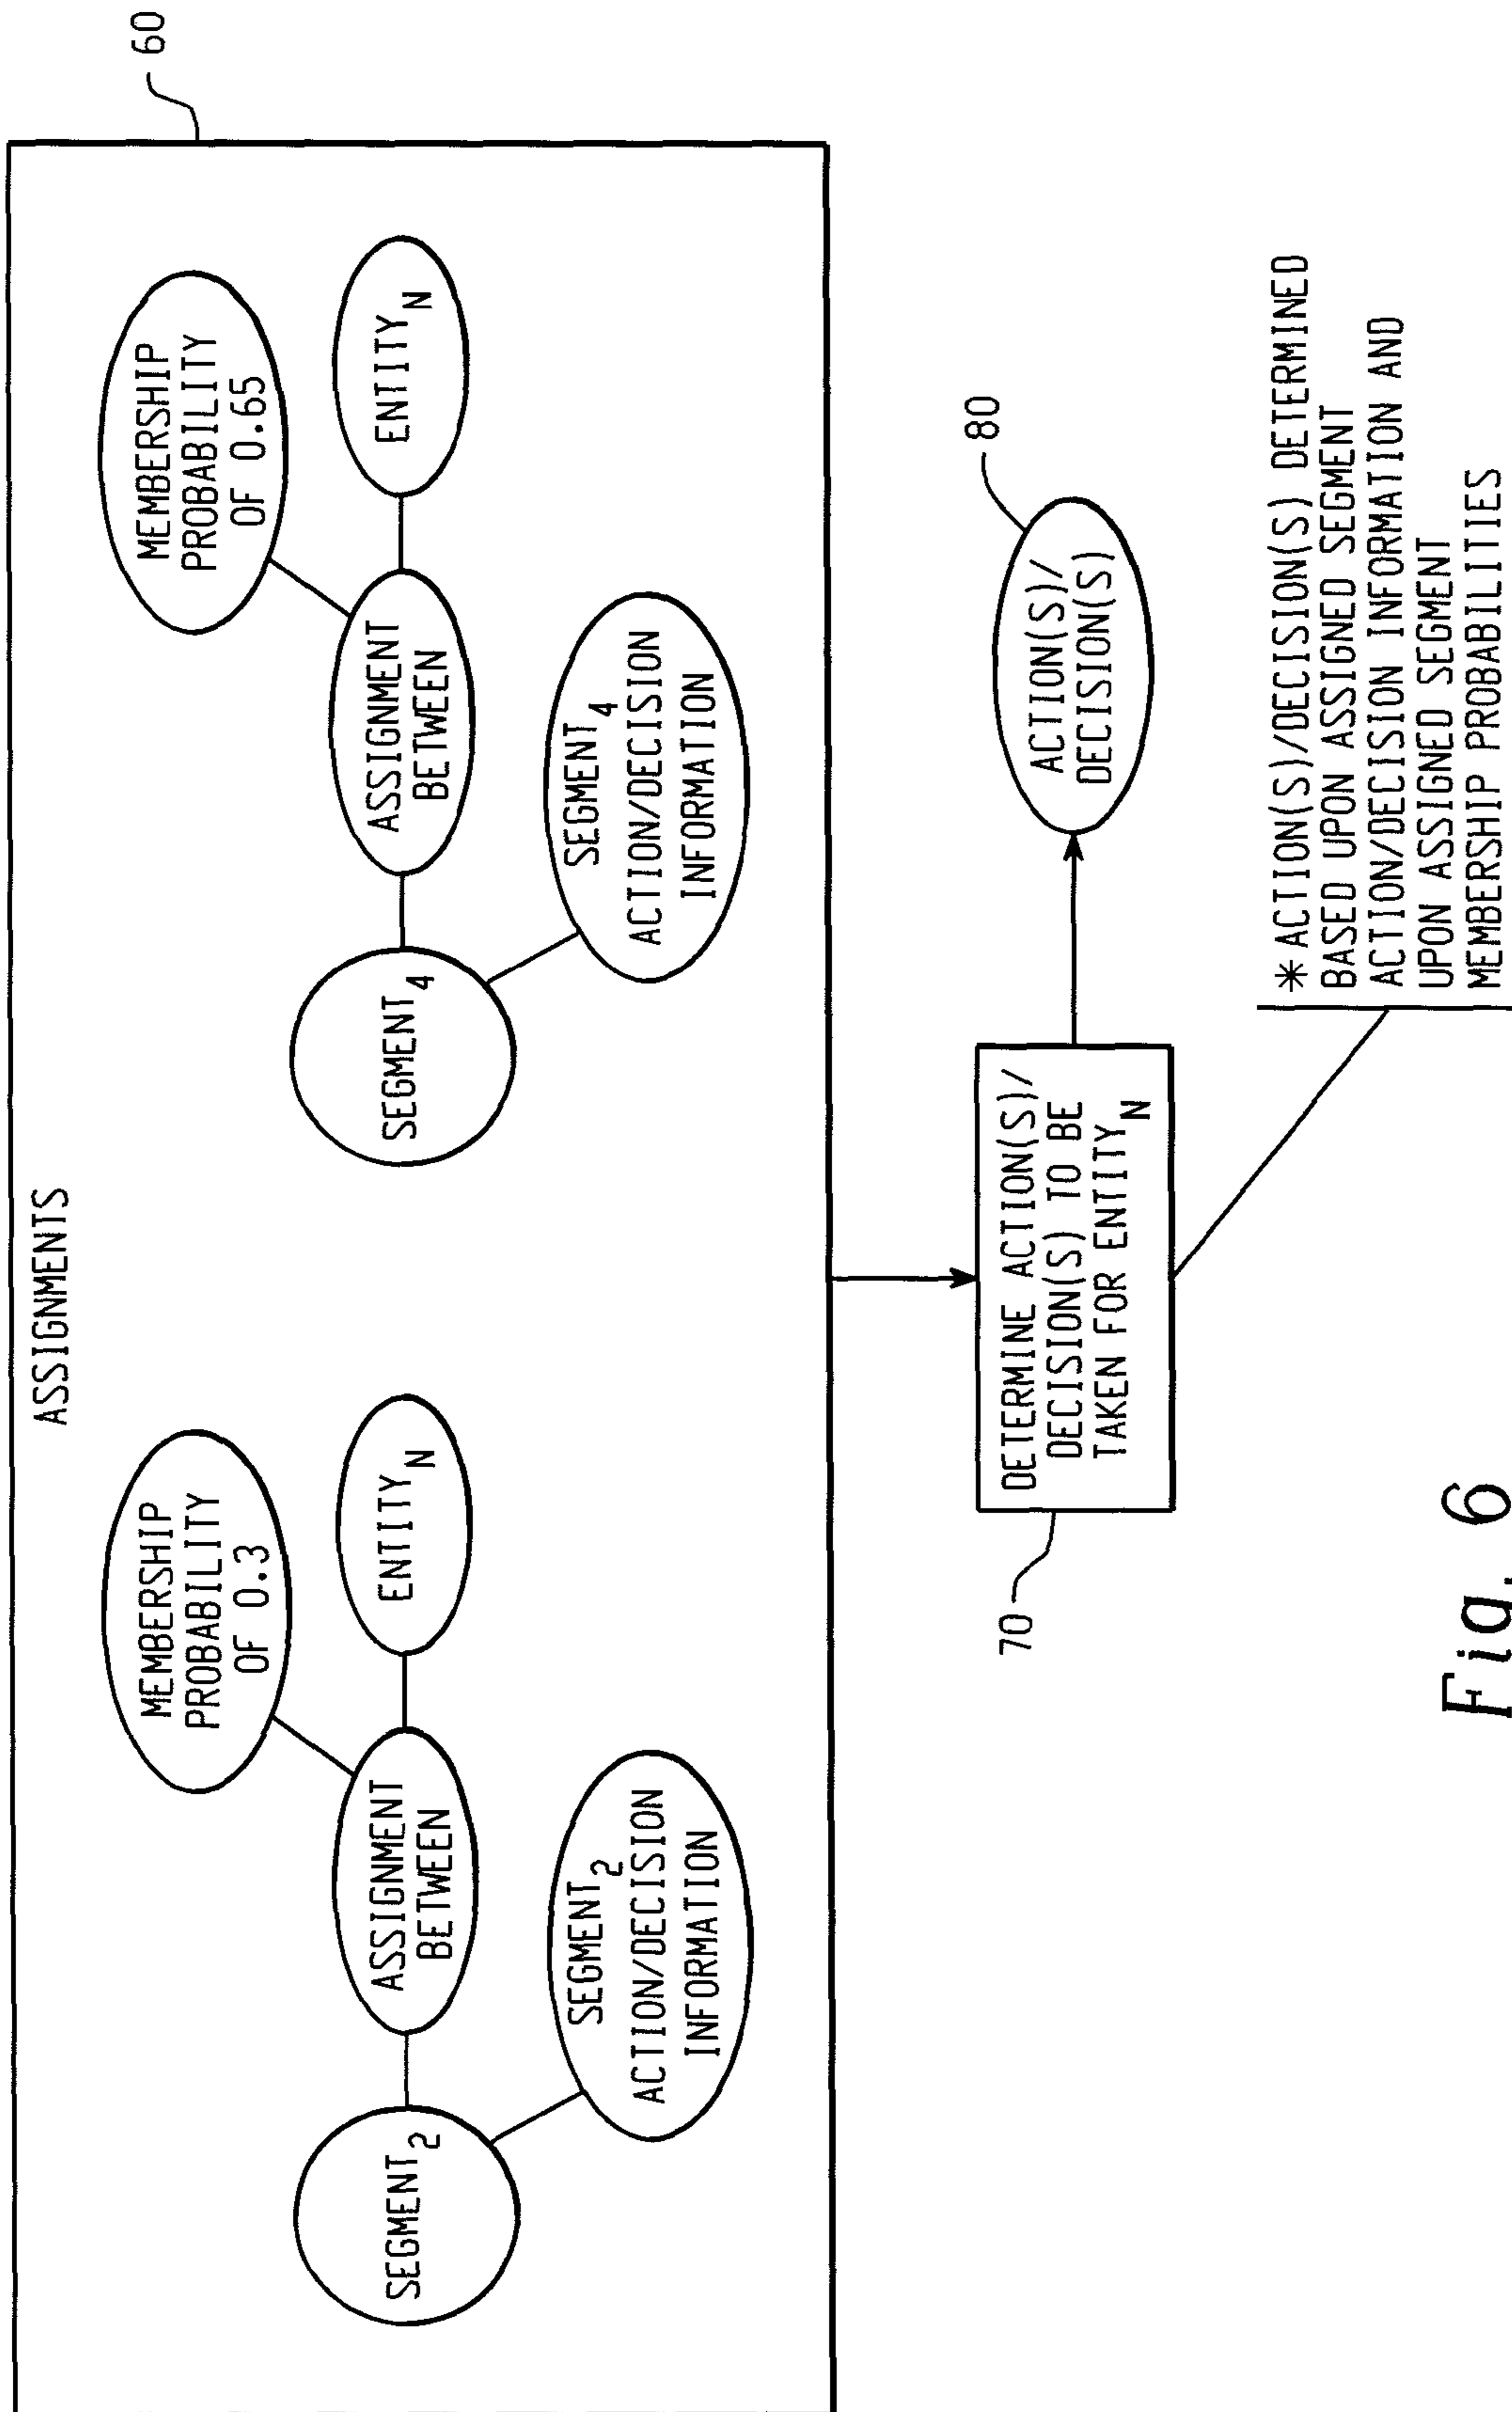 ASSIGNMENTS
60
MEMBERSHIP
PROBABILITY
OF 0.3
ENTITY N
ASSIGNMENT
BETWEEN
SEGMENT 2
SEGMENT 2
ACTION/DECISION
INFORMATION
MEMBERSHIP
PROBABILITY
OF 0.65
ENTITY N
ASSIGNMENT
BETWEEN
SEGMENT 4
SEGMENT 4
ACTION/DECISION
INFORMATION
70
DETERMINE ACTION(S)/
DECISION(S) TO BE
TAKEN FOR ENTITY N
80
ACTION(S)/
DECISION(S)
* ACTION(S)/DECISION(S) DETERMINED
BASED UPON ASSIGNED SEGMENT
ACTION/DECISION INFORMATION AND
UPON ASSIGNED SEGMENT
MEMBERSHIP PROBABILITIES
Fig. 6